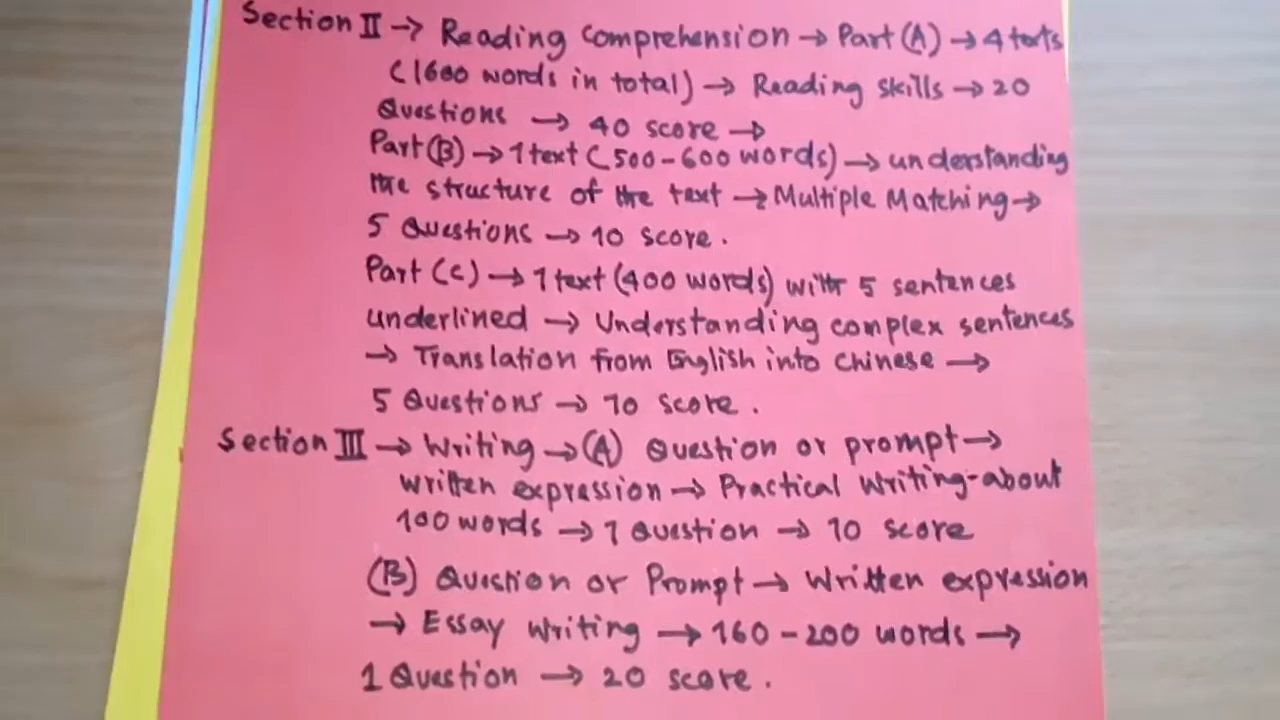 Section II → Reading Comprehension → Part (A) → 4 texts
(1600 words in total) → Reading skills → 20
Questions → 40 score →
Part (B) → 1 text (500-600 words) → understanding
the structure of the text → Multiple Matching →
5 Questions → 10 score.
Part (C) → 1 text (400 words) with 5 sentences
underlined → Understanding complex sentences
→ Translation from English into Chinese →
5 Questions → 10 score.
Section III → Writing → (A) Question or prompt →
written expression → Practical Writing-about
100 words → 1 Question → 10 score
(B) Question or Prompt → Written expression
→ Essay Writing → 160-200 words →
1 Question → 20 score.